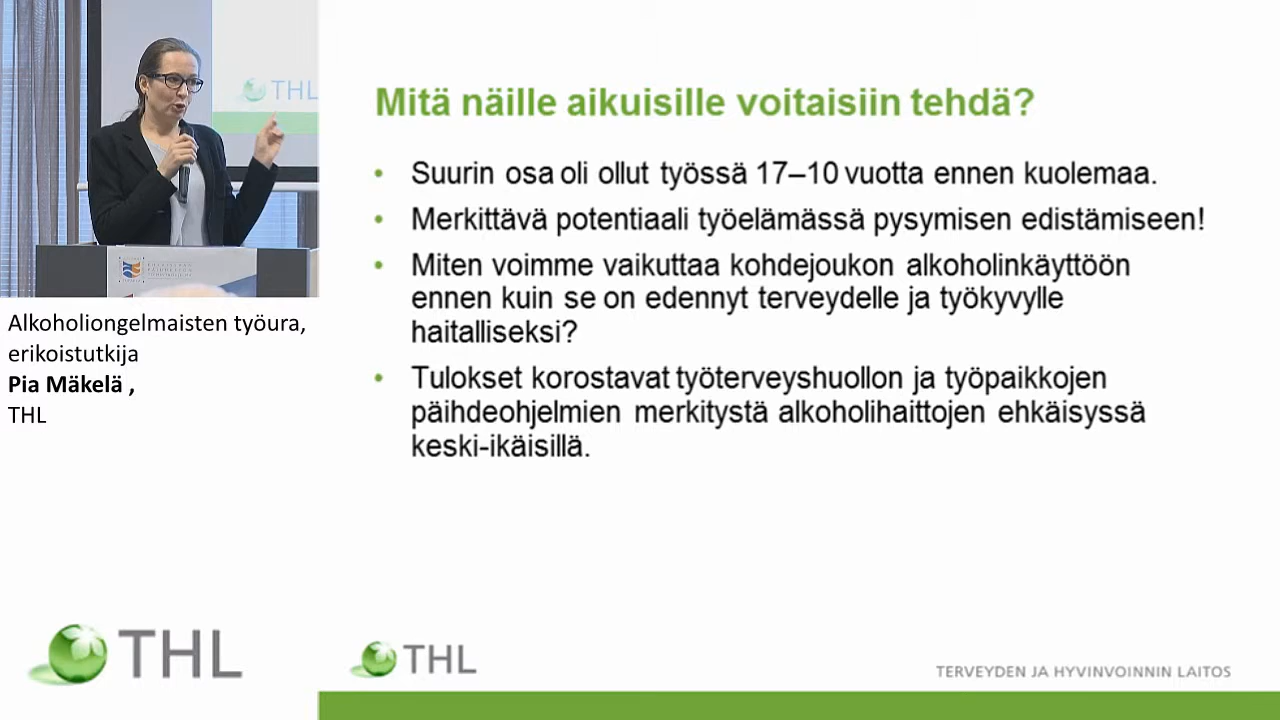 THL
Alkoholiongelmaisten työura,
erikoistutkija
Pia Mäkelä ,
THL
THL
Mitä näille aikuisille voitaisiin tehdä?
• Suurin osa oli ollut työssä 17–10 vuotta ennen kuolemaa.
• Merkittävä potentiaali työelämässä pysymisen edistämiseen!
• Miten voimme vaikuttaa kohdejoukon alkoholinkäyttöön
ennen kuin se on edennyt terveydelle ja työkyvylle
haitalliseksi?
• Tulokset korostavat työterveyshuollon ja työpaikkojen
päihdeohjelmien merkitystä alkoholihaittojen ehkäisyssä
keski-ikäisillä.
THL
TERVEYDEN JA HYVINVOINNIN LAITOS